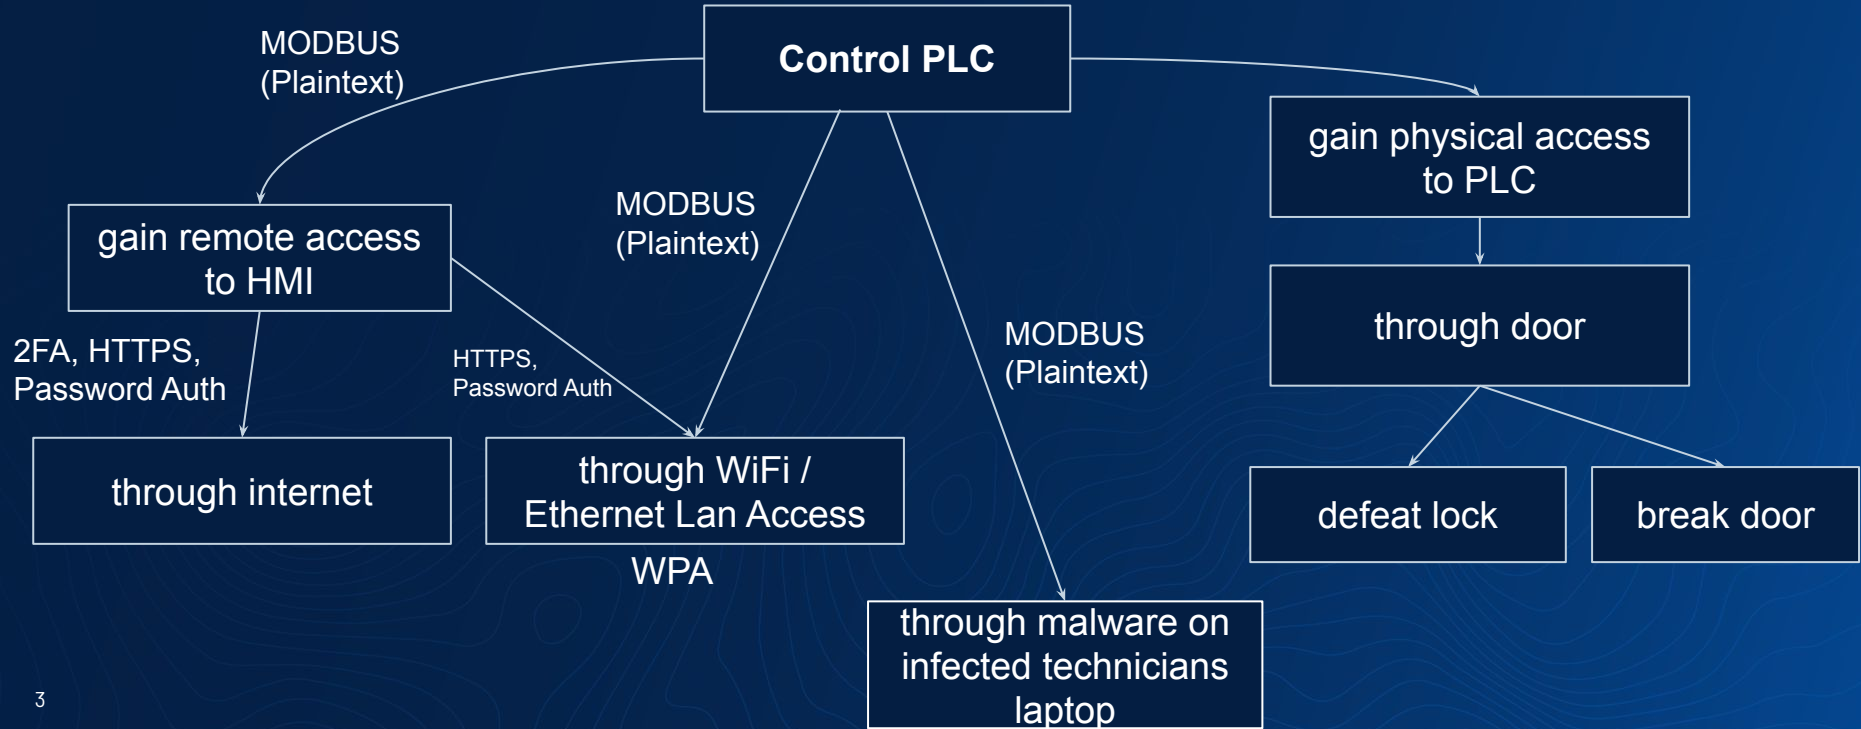 Control PLC
MODBUS
(Plaintext)
gain physical access
to PLC
gain remote access
to HMI
MODBUS
(Plaintext)
through door
MODBUS
(Plaintext)
2FA, HTTPS,
Password Auth
HTTPS,
Password Auth
through internet
through WiFi /
Ethernet Lan Access
WPA
defeat lock
break door
through malware on
infected technicians
laptop
3